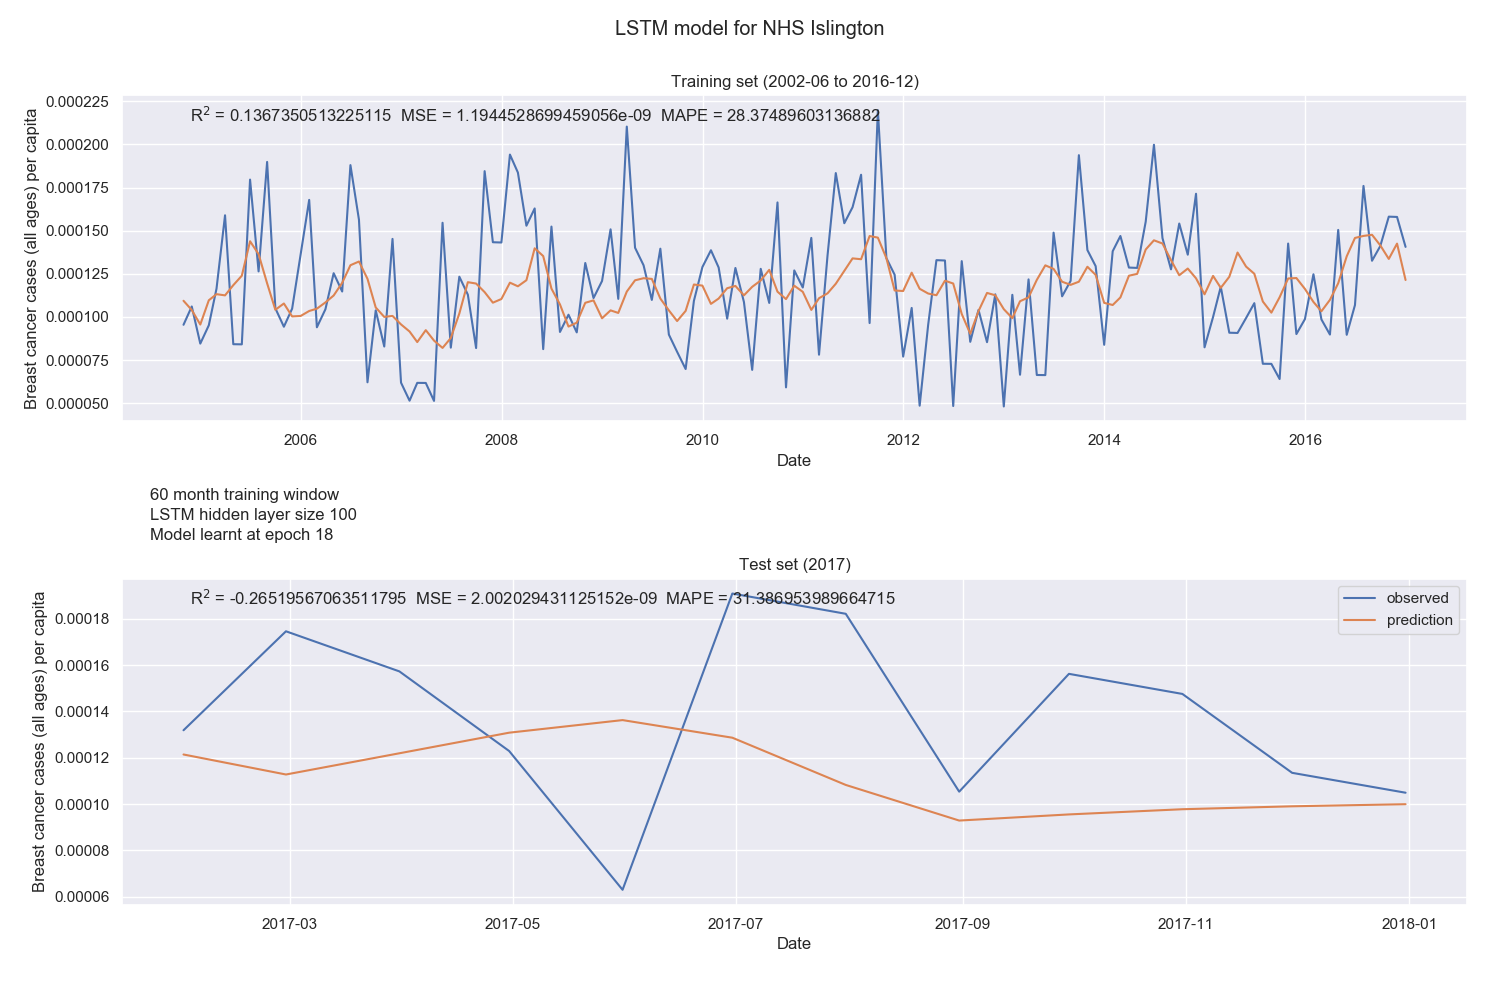 LSTM model for NHS Islington
Training set (2002-06 to 2016-12)
R² = 0.1367350513225115  MSE = 1.1944528699459056e-09  MAPE = 28.37489603136882
Breast cancer cases (all ages) per capita
0.000225
0.000200
0.000175
0.000150
0.000125
0.000100
0.000075
0.000050
2006 2008 2010 2012 2014 2016
Date
60 month training window
LSTM hidden layer size 100
Model learnt at epoch 18
Test set (2017)
R² = -0.26519567063511795  MSE = 2.002029431125152e-09  MAPE = 31.386953989664715
observed
prediction
Breast cancer cases (all ages) per capita
0.00018
0.00016
0.00014
0.00012
0.00010
0.00008
0.00006
2017-03 2017-05 2017-07 2017-09 2017-11 2018-01
Date